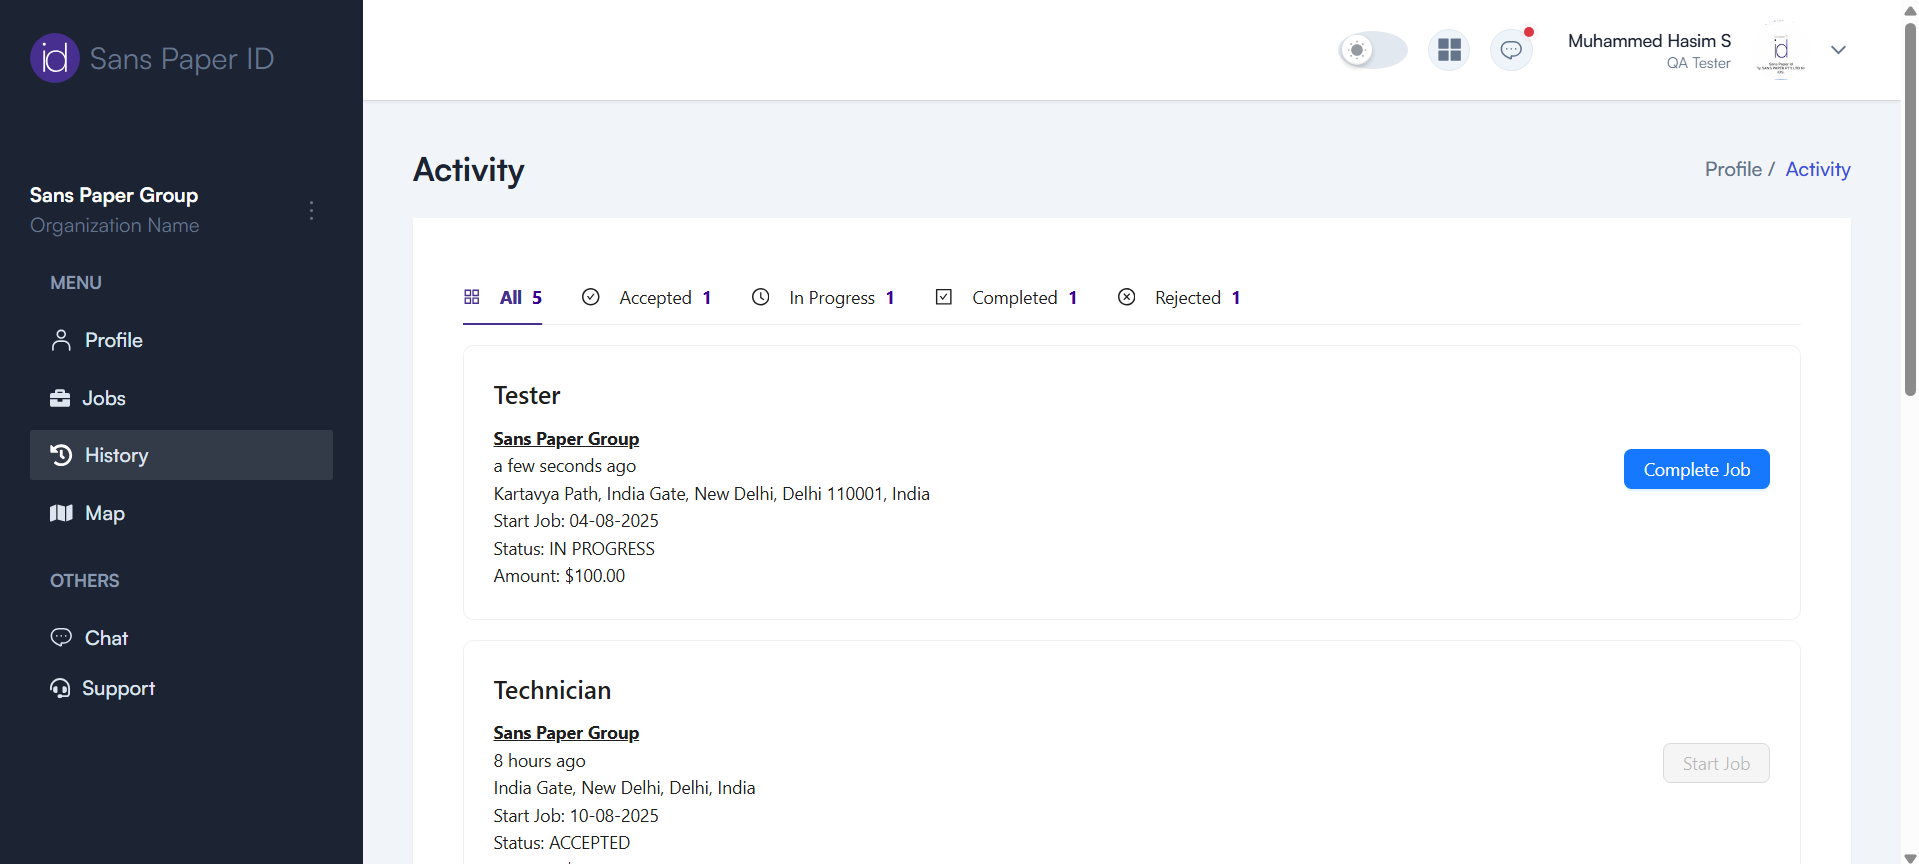 id Sans Paper ID
Muhammed Hasim S
QA Tester
id
Sans Paper Group
Organization Name
MENU
Profile
Jobs
History
Map
OTHERS
Chat
Support
Activity
Profile / Activity
All 5 Accepted 1 In Progress 1 Completed 1 Rejected 1
Tester
Sans Paper Group
a few seconds ago
Kartavya Path, India Gate, New Delhi, Delhi 110001, India
Start Job: 04-08-2025
Status: IN PROGRESS
Amount: $100.00
Complete Job
Technician
Sans Paper Group
8 hours ago
India Gate, New Delhi, Delhi, India
Start Job: 10-08-2025
Status: ACCEPTED
Start Job